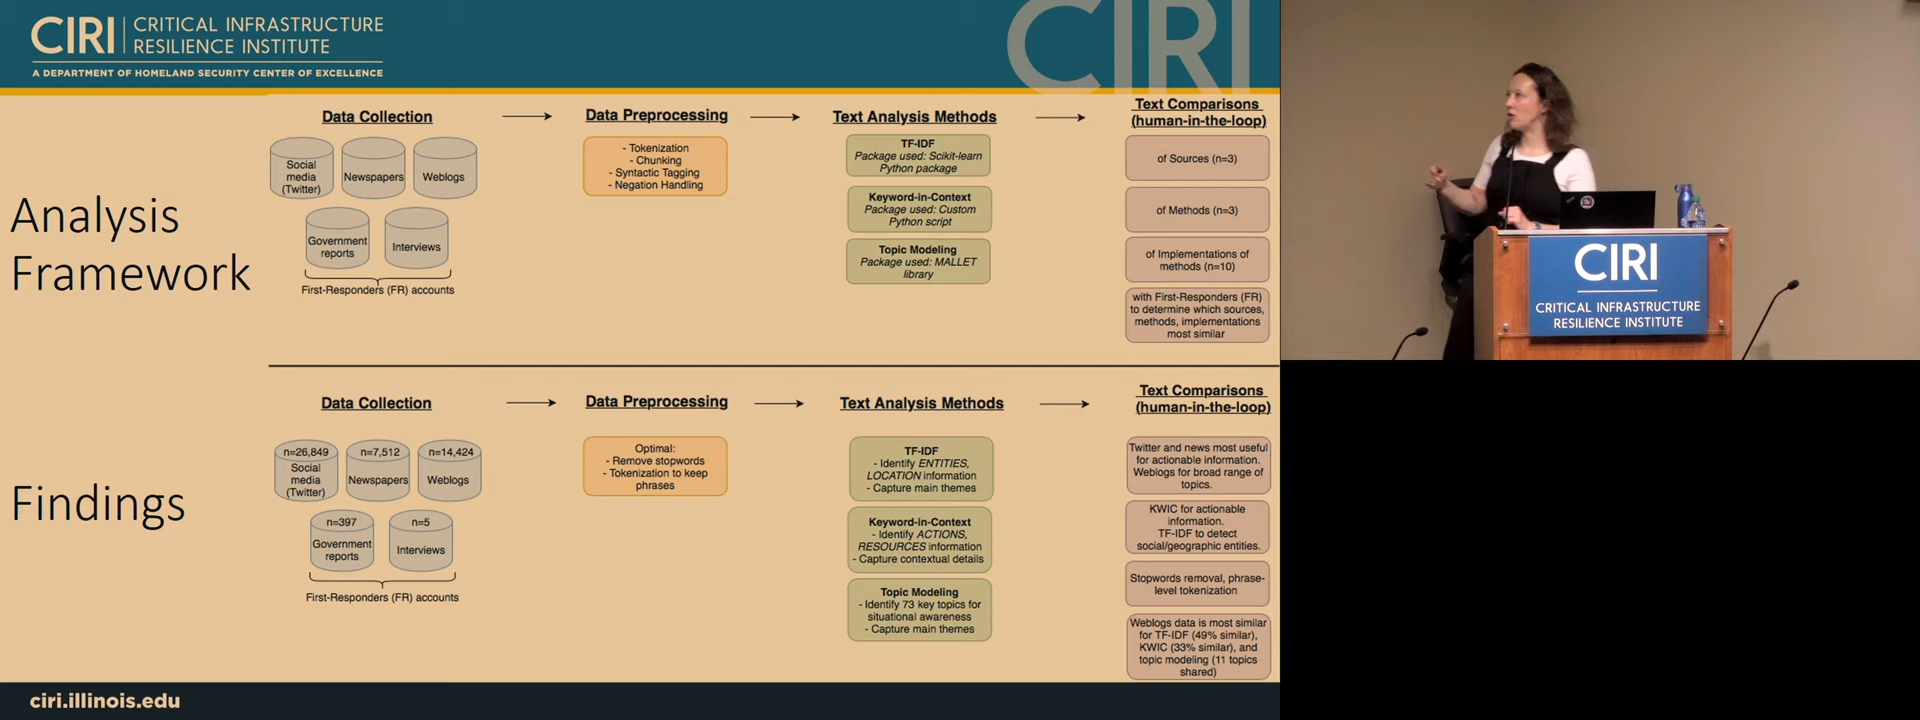 CIRI
CRITICAL INFRASTRUCTURE
RESILIENCE INSTITUTE
A DEPARTMENT OF HOMELAND SECURITY CENTER OF EXCELLENCE
CIRI
Analysis
Framework
Data Collection
Social
media
(Twitter)
Newspapers
Weblogs
Government
reports
Interviews
First-Responders (FR) accounts
Data Preprocessing
- Tokenization
- Chunking
- Syntactic Tagging
- Negation Handling
Text Analysis Methods
TF-IDF
Package used: Scikit-learn
Python package
Keyword-in-Context
Package used: Custom
Python script
Topic Modeling
Package used: MALLET
library
Text Comparisons
(human-in-the-loop)
of Sources (n=3)
of Methods (n=3)
of Implementations of
methods (n=10)
with First-Responders (FR)
to determine which sources,
methods, implementations
most similar
Findings
Data Collection
n=26,849
Social
media
(Twitter)
n=7,512
Newspapers
n=14,424
Weblogs
n=397
Government
reports
n=5
Interviews
First-Responders (FR) accounts
Data Preprocessing
Optimal:
- Remove stopwords
- Tokenization to keep
phrases
Text Analysis Methods
TF-IDF
- Identify ENTITIES,
LOCATION information
- Capture main themes
Keyword-in-Context
- Identify ACTIONS,
RESOURCES information
- Capture contextual details
Topic Modeling
- Identify 73 key topics for
situational awareness
- Capture main themes
Text Comparisons
(human-in-the-loop)
Twitter and news most useful
for actionable information.
Weblogs for broad range of
topics.
KWIC for actionable
information.
TF-IDF to detect
social/geographic entities.
Stopwords removal, phrase-
level tokenization
Weblogs data is most similar
for TF-IDF (49% similar),
KWIC (33% similar), and
topic modeling (11 topics
shared)
ciri.illinois.edu
CIRI
CRITICAL INFRASTRUCTURE
RESILIENCE INSTITUTE